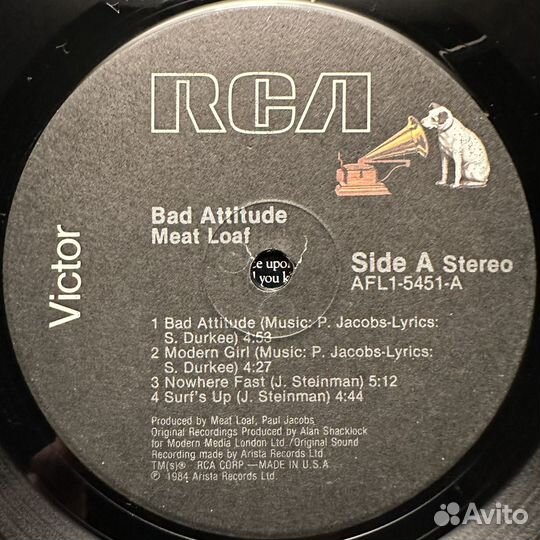 RCA
Victor
Bad Attitude
Meat Loaf
Side A Stereo
AFL1-5451-A
1 Bad Attitude (Music: P. Jacobs-Lyrics:
S. Durkee) 4:53
2 Modern Girl (Music: P. Jacobs-Lyrics:
S. Durkee) 4:27
3 Nowhere Fast (J. Steinman) 5:12
4 Surf's Up (J. Steinman) 4:44
Produced by Meat Loaf, Paul Jacobs
Original Recordings Produced by Alan Shacklock
for Modern Media London Ltd./Original Sound
Recording made by Arista Records Ltd
TM(s)® RCA CORP.—MADE IN U.S.A.
℗ 1984 Arista Records Ltd
Avito